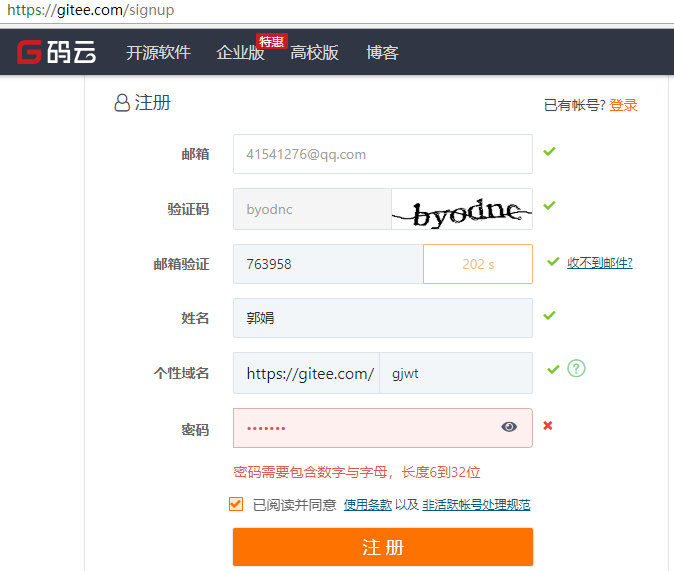 https://gitee.com/signup
G 码云 开源软件 企业版 特惠 高校版 博客
注册 已有帐号? 登录
邮箱 41541276@qq.com
验证码 byodnc byodnc
邮箱验证 763958 202 s 收不到邮件?
姓名 郭娟
个性域名 https://gitee.com/ gjwt ?
密码 •••••••
密码需要包含数字与字母，长度6到32位
已阅读并同意 使用条款 以及 非活跃帐号处理规范
注 册